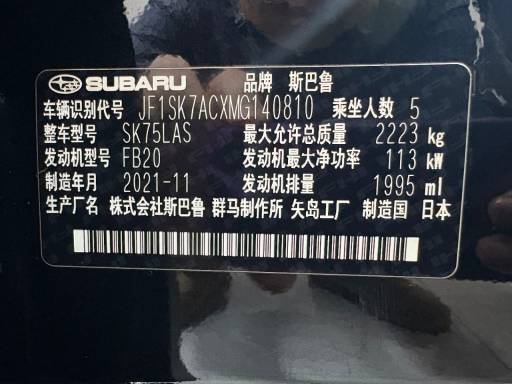 SUBARU 品牌 斯巴鲁
车辆识别代号 JF1SK7ACXMG140810 乘坐人数 5
整车型号 SK75LAS 最大允许总质量 2223 kg
发动机型号 FB20 发动机最大净功率 113 kW
制造年月 2021-11 发动机排量 1995 ml
生产厂名 株式会社斯巴鲁 群马制作所 矢岛工厂 制造国 日本